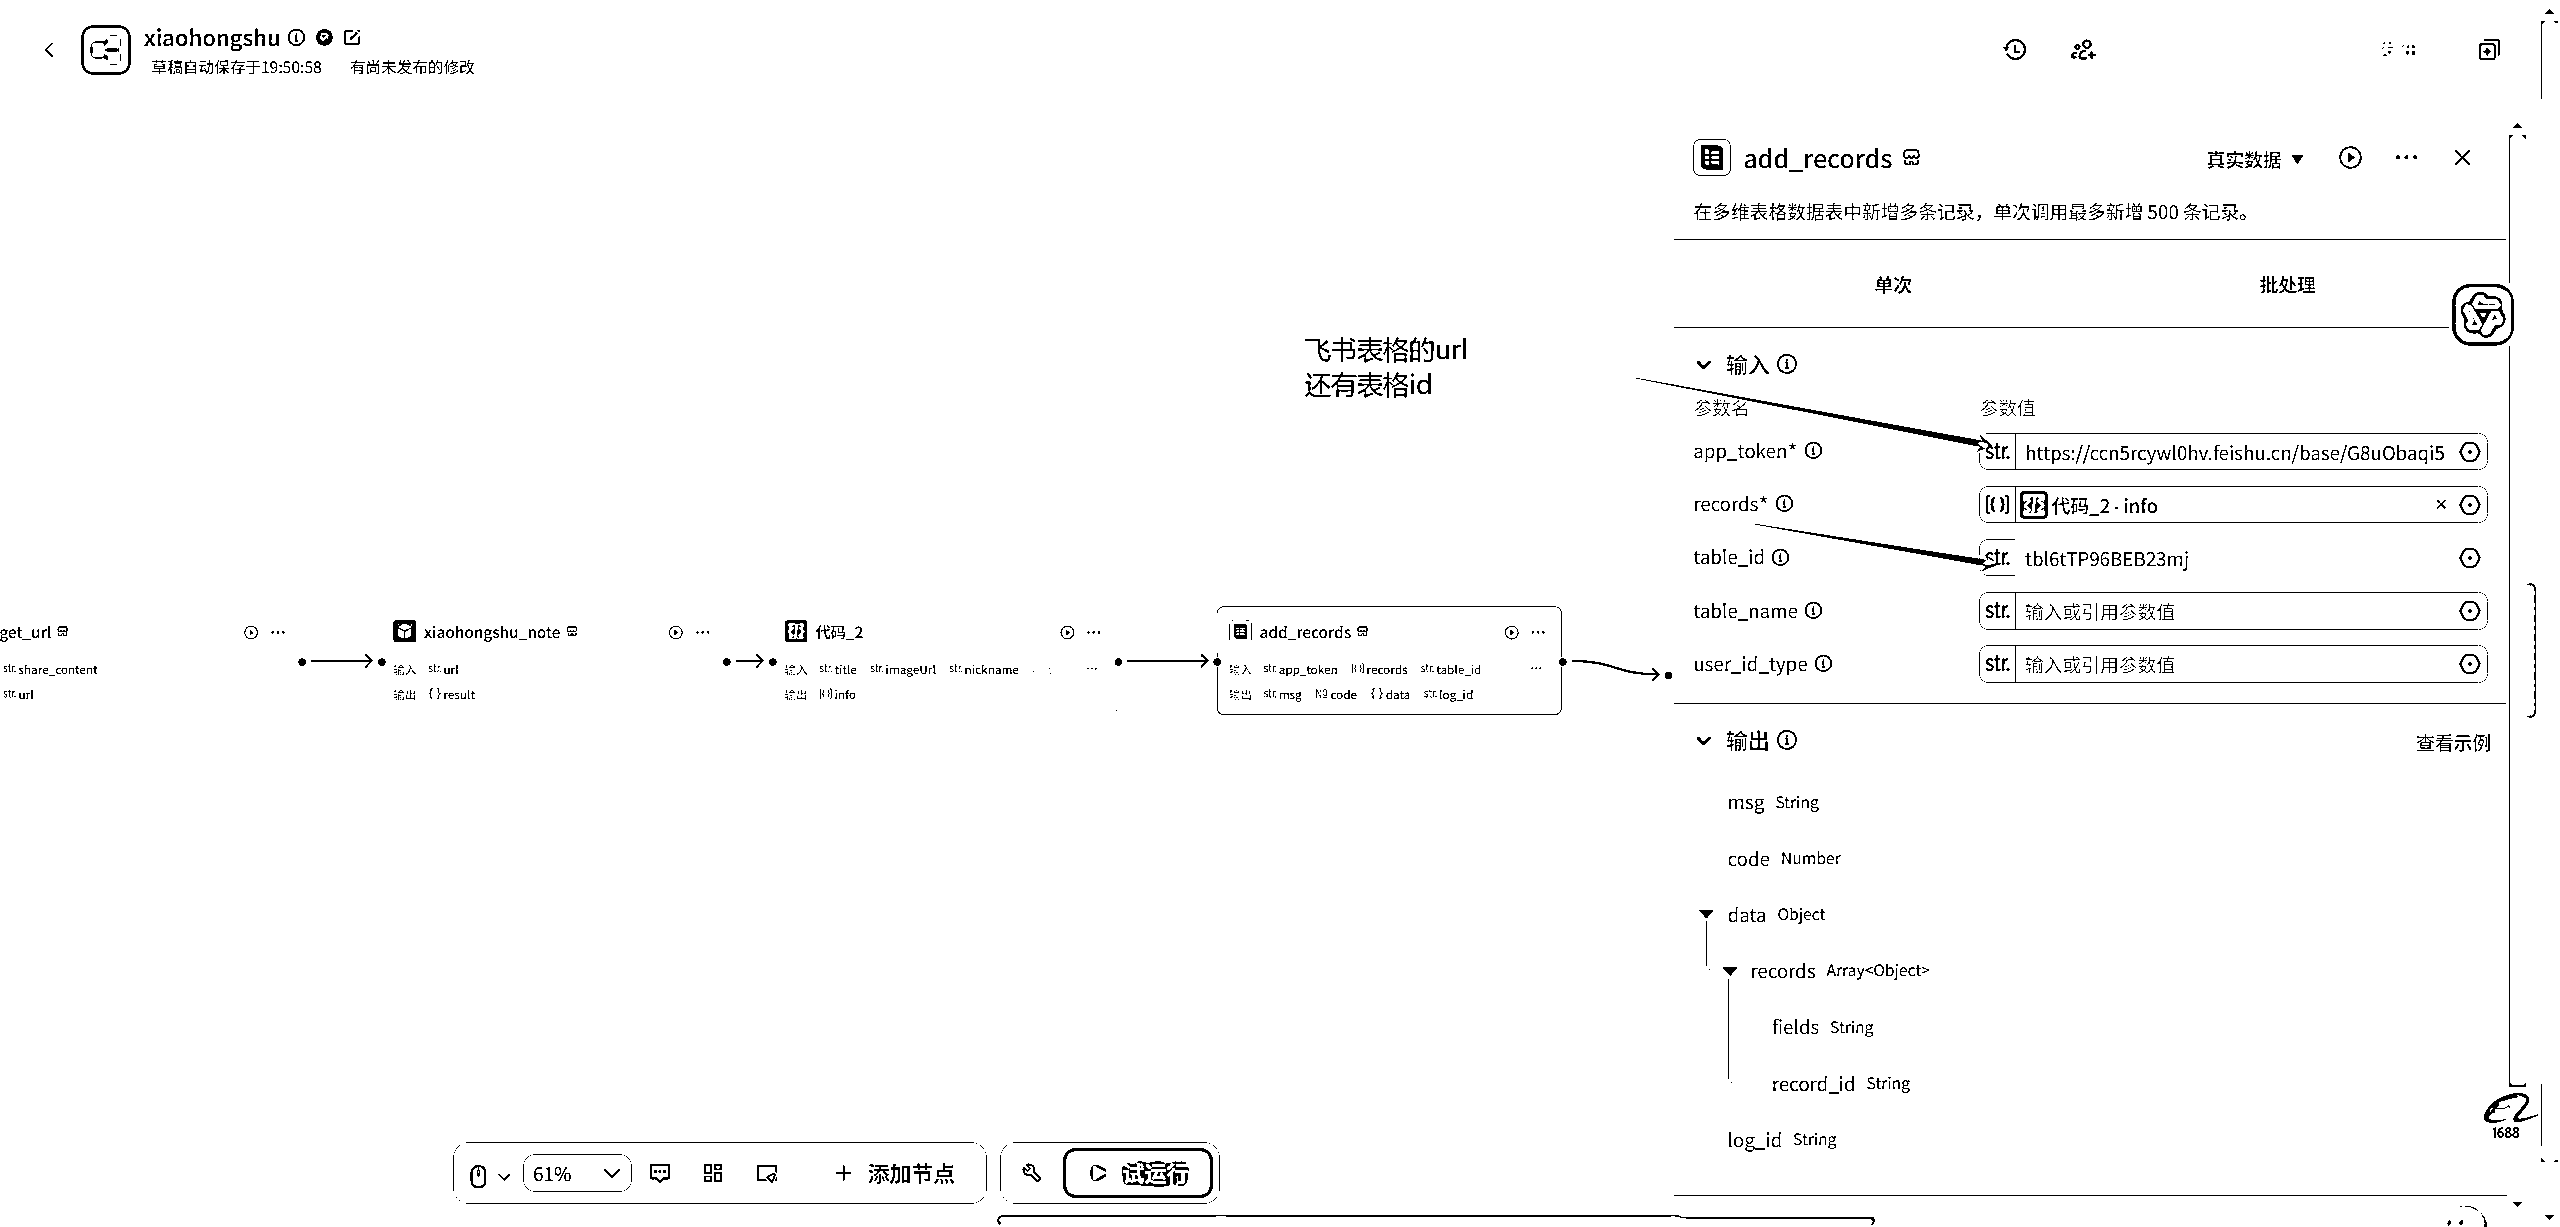 xiaohongshu
草稿自动保存于19:50:58 有尚未发布的修改
add_records
真实数据
在多维表格数据表中新增多条记录，单次调用最多新增 500 条记录。
单次 批处理
飞书表格的url
还有表格id
输入
参数名 参数值
app_token* str. https://ccn5rcywl0hv.feishu.cn/base/G8uObaqi5
records* 代码_2 - info
table_id str. tbl6tTP96BEB23mj
table_name str. 输入或引用参数值
user_id_type str. 输入或引用参数值
get_url
str. share_content
str. url
xiaohongshu_note
输入 str. url
输出 { } result
代码_2
输入 str. title str. imageUrl str. nickname
输出 [{}] info
add_records
输入 str. app_token [{}] records str. table_id
输出 str. msg code { } data str. log_id
输出
查看示例
msg String
code Number
data Object
records Array<Object>
fields String
record_id String
log_id String
61%
添加节点
试运行
1688